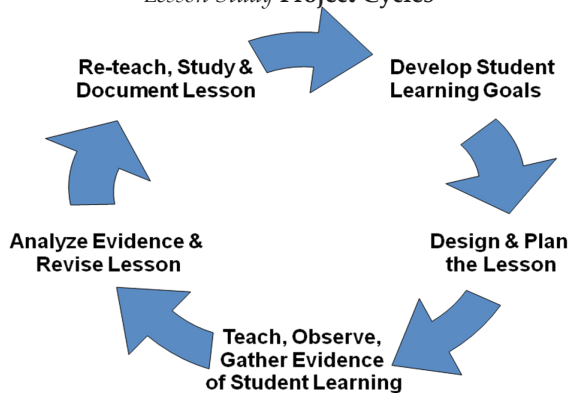 Lesson Study Project Cycles
Re-teach, Study &
Document Lesson
Develop Student
Learning Goals
Design & Plan
the Lesson
Teach, Observe,
Gather Evidence
of Student Learning
Analyze Evidence &
Revise Lesson